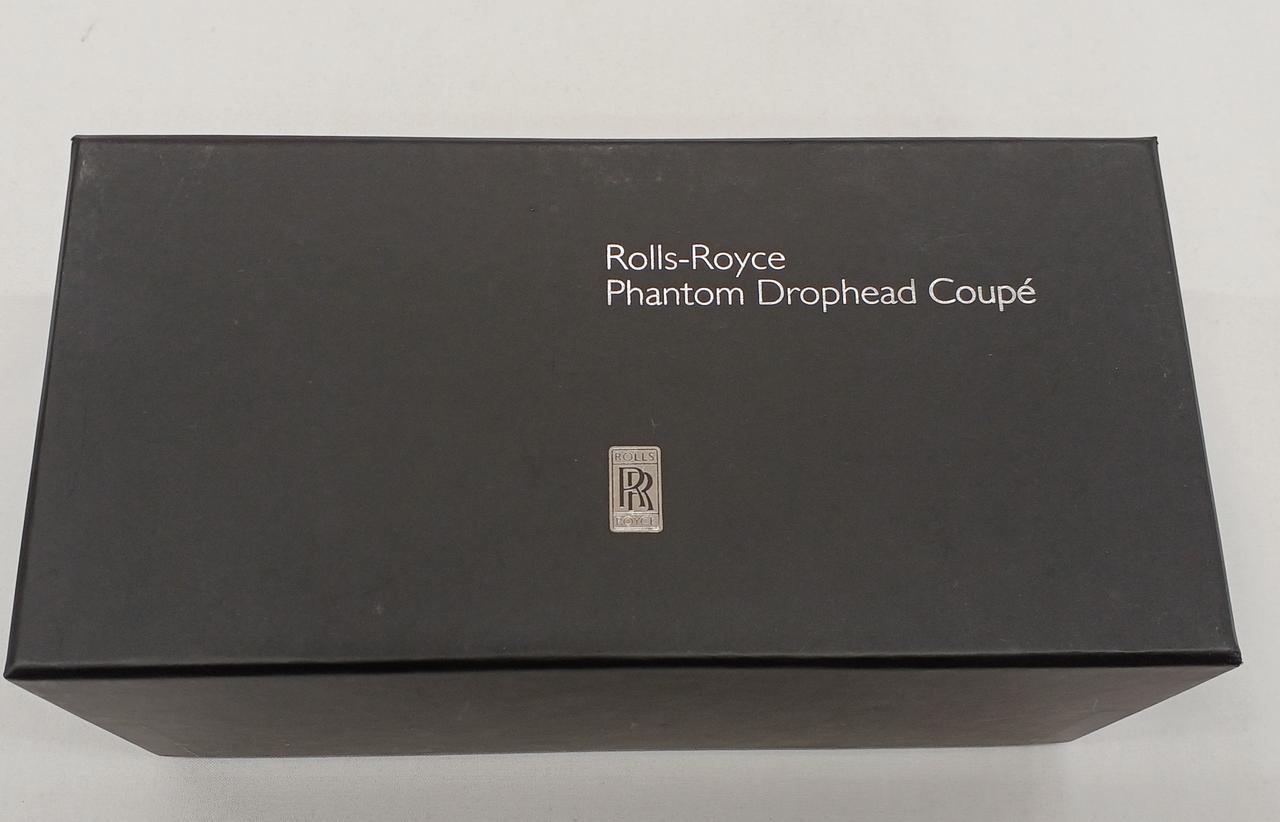 Rolls-Royce
Phantom Drophead Coupé
ROLLS
RR
ROYCE